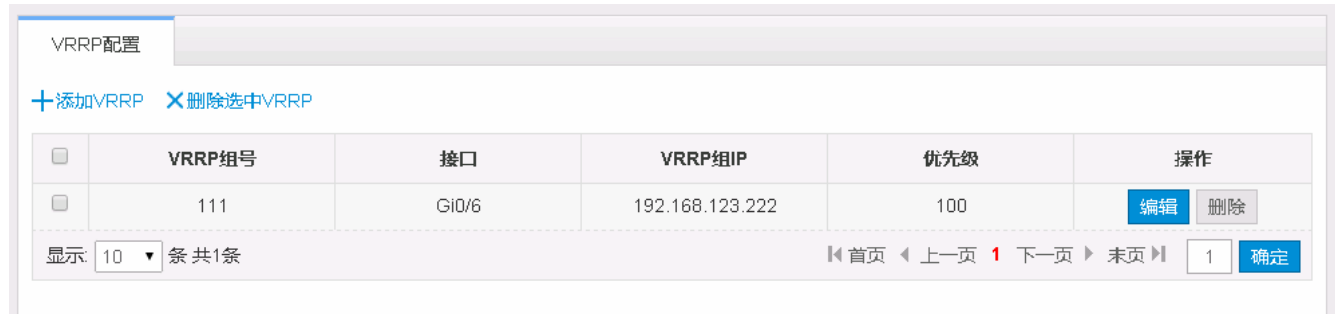 VRRP配置
添加VRRP 删除选中VRRP
VRRP组号 接口 VRRP组IP 优先级 操作
111 Gi0/6 192.168.123.222 100 编辑 删除
显示: 10 条 共1条 首页 上一页 1 下一页 末页 1 确定